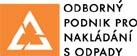 ODBORNÝ
PODNIK PRO
NAKLÁDÁNÍ
S ODPADY